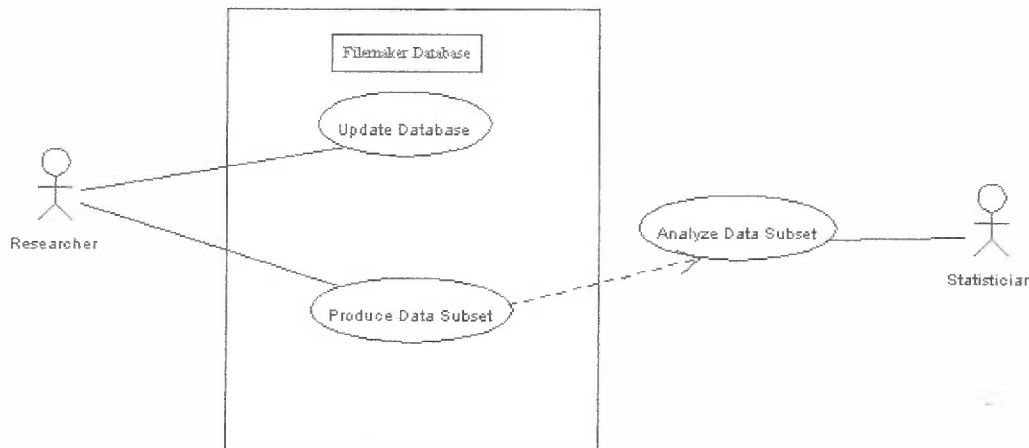 Filemaker Database
Update Database
Researcher
Analyze Data Subset
Statistician
Produce Data Subset